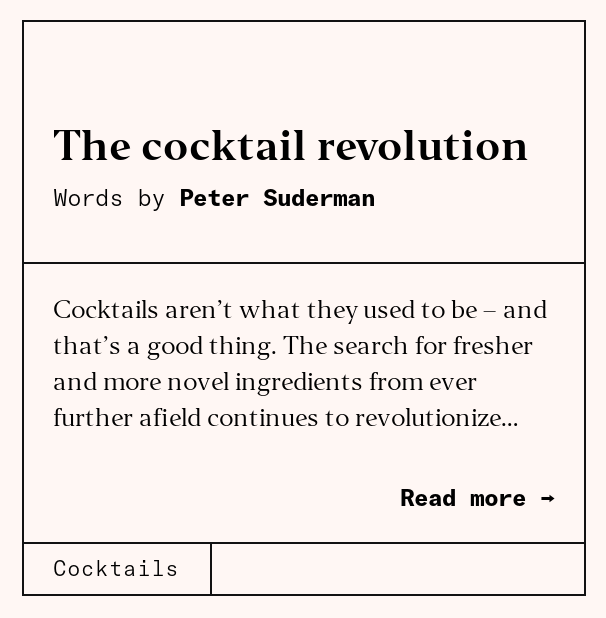 The cocktail revolution
Words by Peter Suderman
Cocktails aren’t what they used to be – and
that’s a good thing. The search for fresher
and more novel ingredients from ever
further afield continues to revolutionize...
Read more →
Cocktails